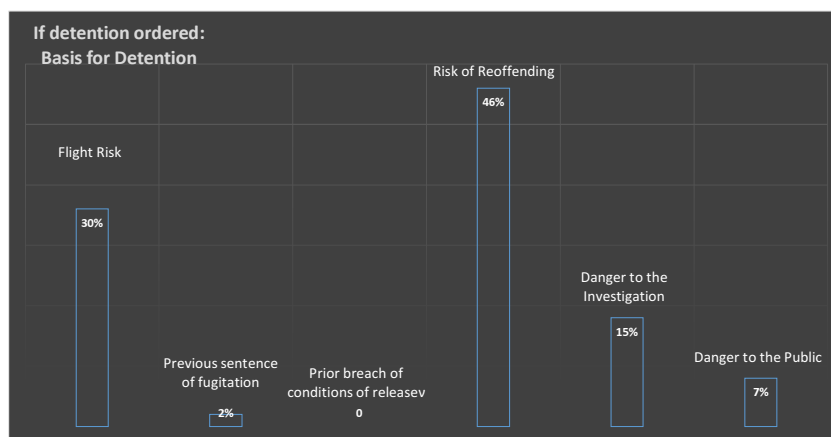 If detention ordered:
Basis for Detention
Risk of Reoffending
46%
Flight Risk
30%
Danger to the
Investigation
15%
Previous sentence
of fugitation
2%
Prior breach of
conditions of releasev
0
Danger to the Public
7%